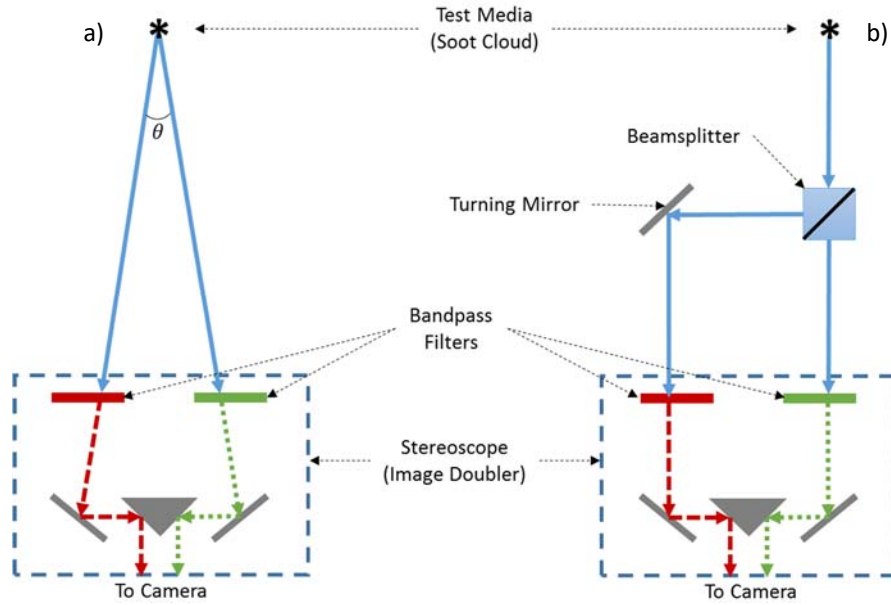 a)
Test Media
(Soot Cloud)
b)
θ
Beamsplitter
Turning Mirror
Bandpass
Filters
Stereoscope
(Image Doubler)
To Camera
To Camera